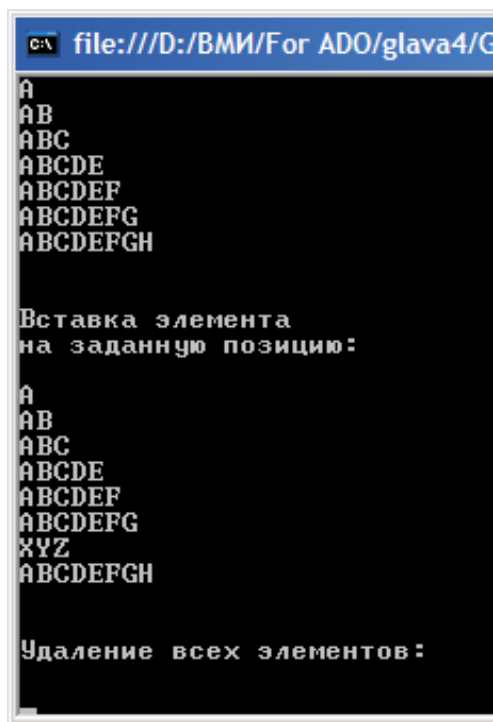 file:///D:/ВМИ/For ADO/glava4/G
A
AB
ABC
ABCDE
ABCDEF
ABCDEFG
ABCDEFGH
Вставка элемента
на заданную позицию:
A
AB
ABC
ABCDE
ABCDEF
ABCDEFG
XYZ
ABCDEFGH
Удаление всех элементов: